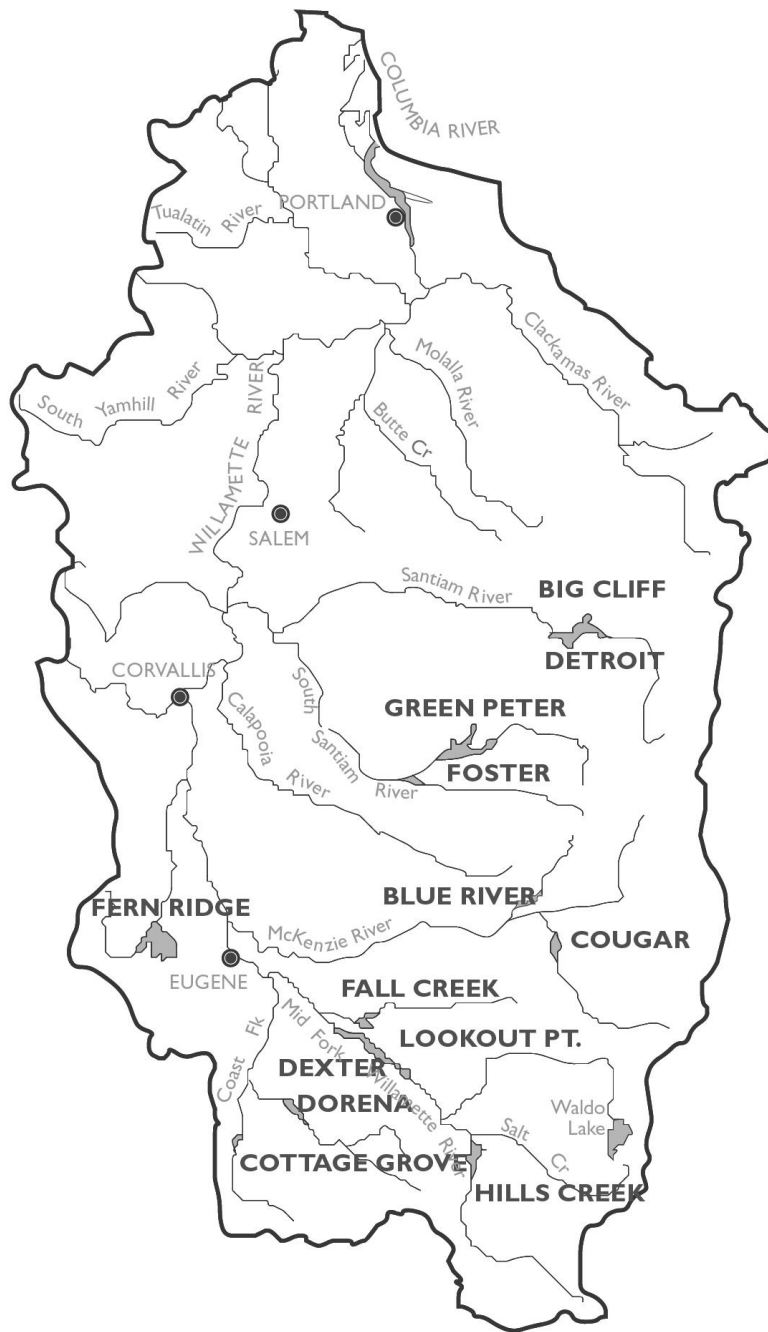 COLUMBIA RIVER
PORTLAND
Tualatin River
Clackamas River
Molalla River
South Yamhill River
WILLAMETTE RIVER
Butte Cr
SALEM
Santiam River
BIG CLIFF
DETROIT
CORVALLIS
South Santiam River
Calapooia River
GREEN PETER
FOSTER
BLUE RIVER
FERN RIDGE
McKenzie River
COUGAR
EUGENE
FALL CREEK
Coast Fk
Mid Fork Willamette River
LOOKOUT PT.
DEXTER
DORENA
Waldo
Lake
Salt Cr
COTTAGE GROVE
HILLS CREEK